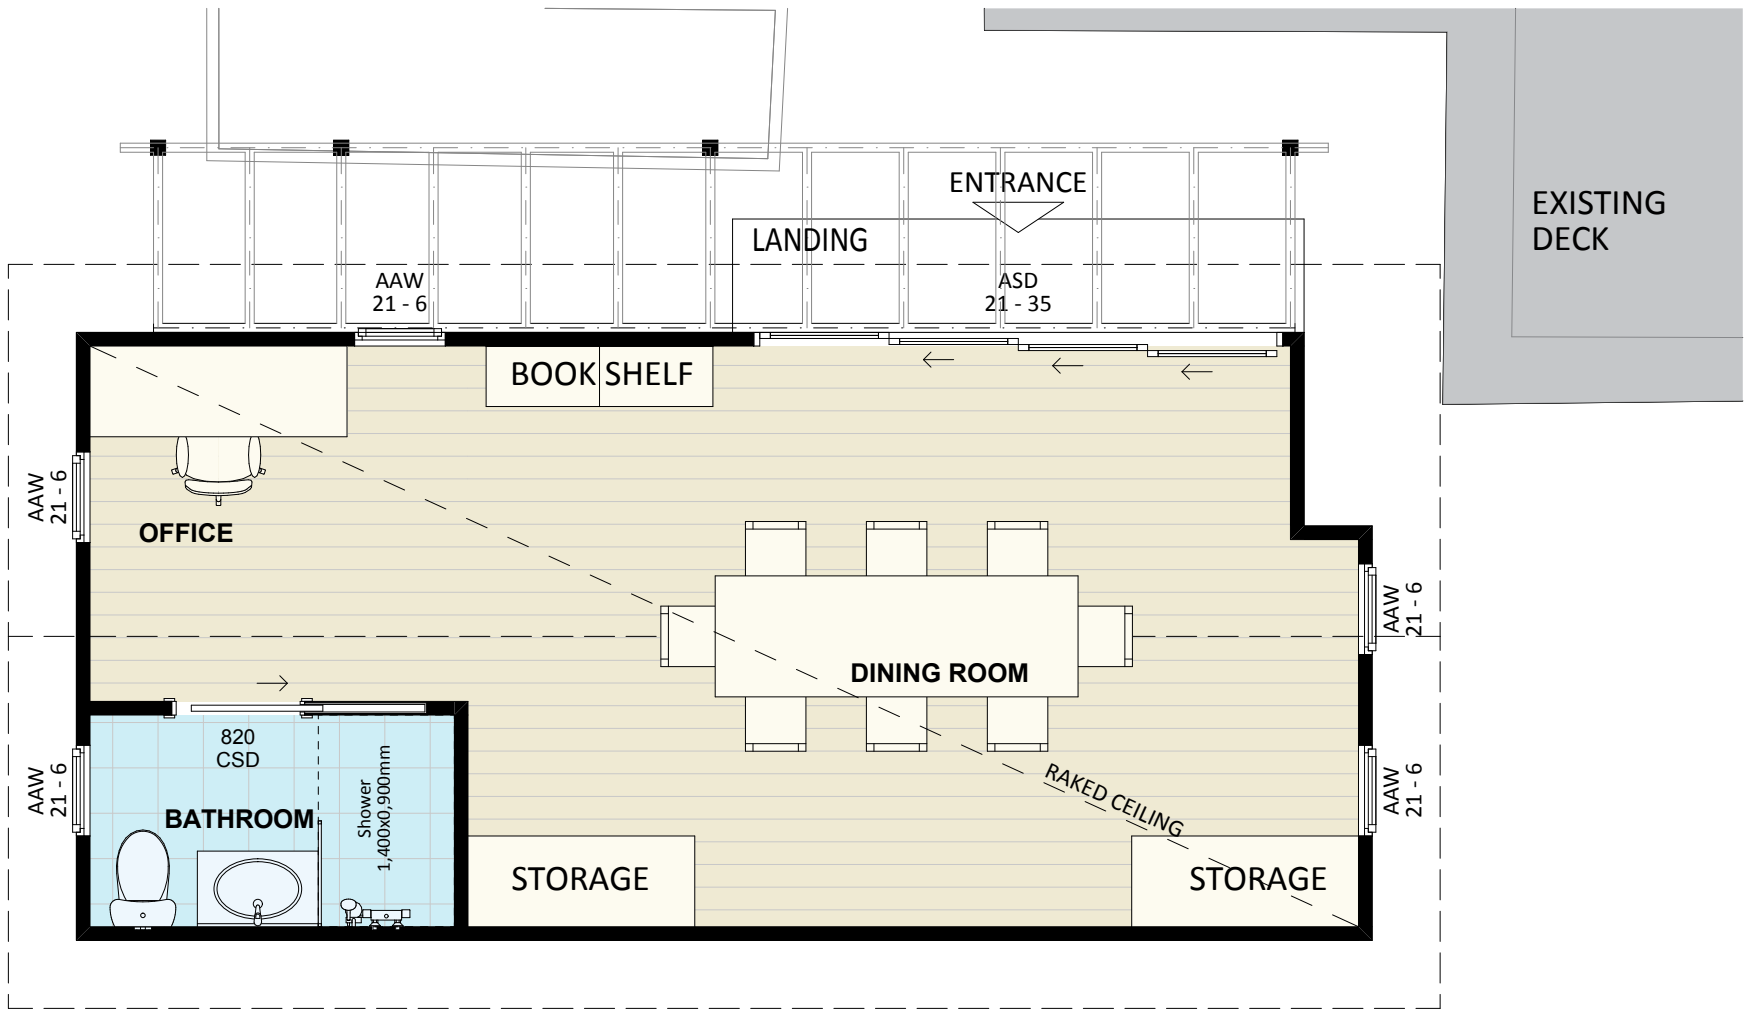 ENTRANCE
EXISTING
DECK
LANDING
AAW
21 - 6
ASD
21 - 35
BOOK SHELF
AAW
21 - 6
OFFICE
AAW
21 - 6
DINING ROOM
820
CSD
AAW
21 - 6
BATHROOM
Shower
1,400x0,900mm
RAKED CEILING
AAW
21 - 6
STORAGE
STORAGE